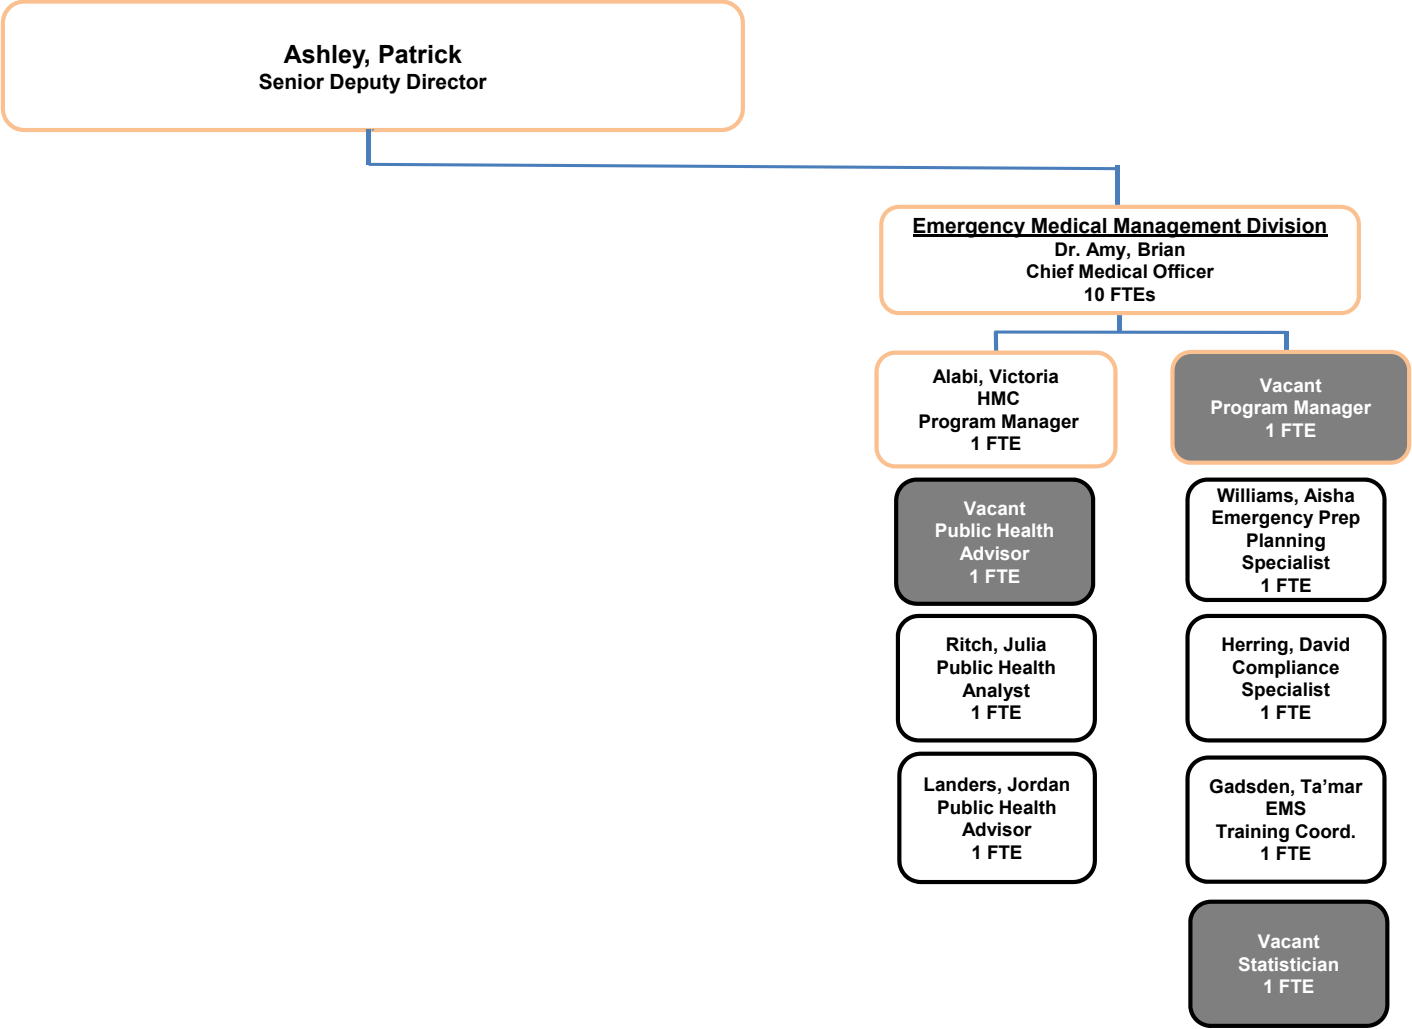 Ashley, Patrick
Senior Deputy Director
Emergency Medical Management Division
Dr. Amy, Brian
Chief Medical Officer
10 FTEs
Alabi, Victoria
HMC
Program Manager
1 FTE
Vacant
Public Health
Advisor
1 FTE
Ritch, Julia
Public Health
Analyst
1 FTE
Landers, Jordan
Public Health
Advisor
1 FTE
Vacant
Program Manager
1 FTE
Williams, Aisha
Emergency Prep
Planning
Specialist
1 FTE
Herring, David
Compliance
Specialist
1 FTE
Gadsden, Ta’mar
EMS
Training Coord.
1 FTE
Vacant
Statistician
1 FTE